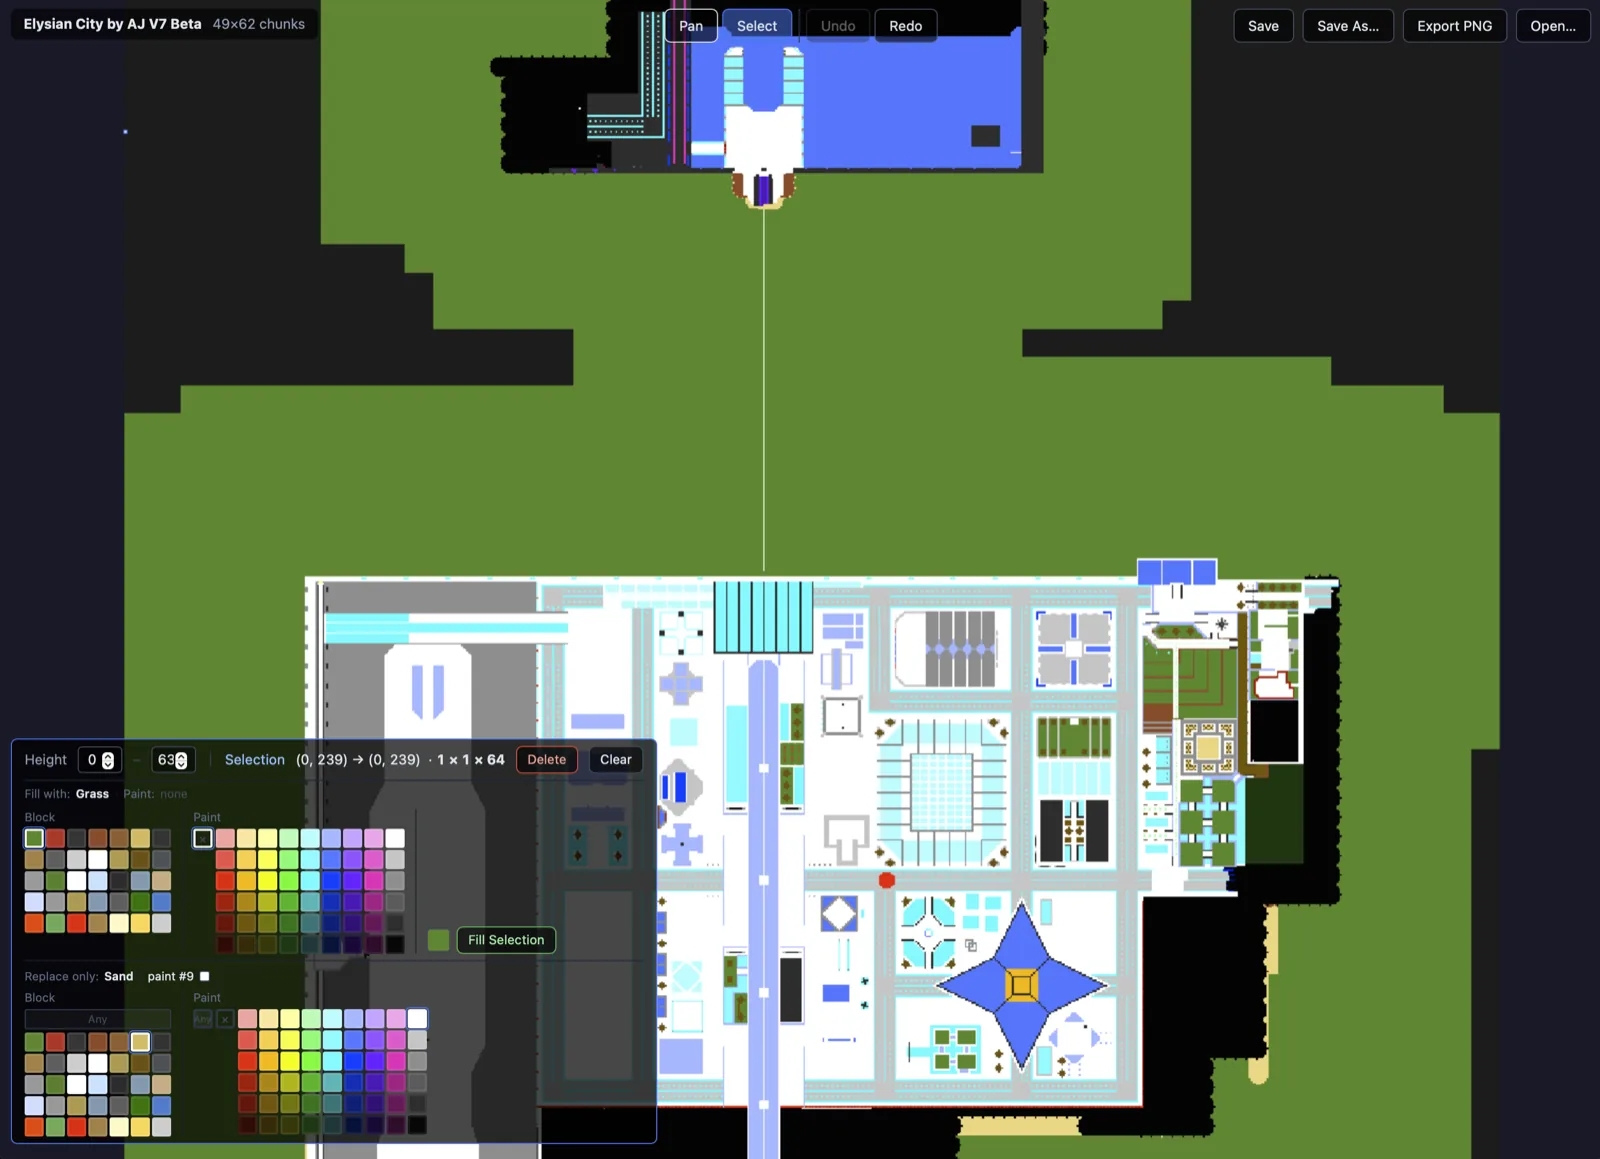 Elysian City by AJ V7 Beta 49×62 chunks
Pan Select Undo Redo
Save Save As... Export PNG Open...
Height 0 – 63 Selection (0, 239) → (0, 239) · 1 × 1 × 64 Delete Clear
Fill with: Grass Paint: none
Block Paint
×
Fill Selection
Replace only: Sand paint #9
Block Paint
Any Any ×